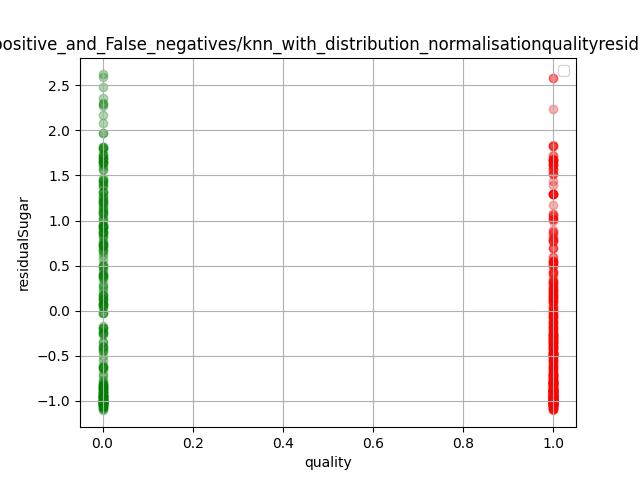 positive_and_False_negatives/knn_with_distribution_normalisationqualityresid
2.5
2.0
1.5
1.0
0.5
0.0
−0.5
−1.0
residualSugar
0.0 0.2 0.4 0.6 0.8 1.0
quality